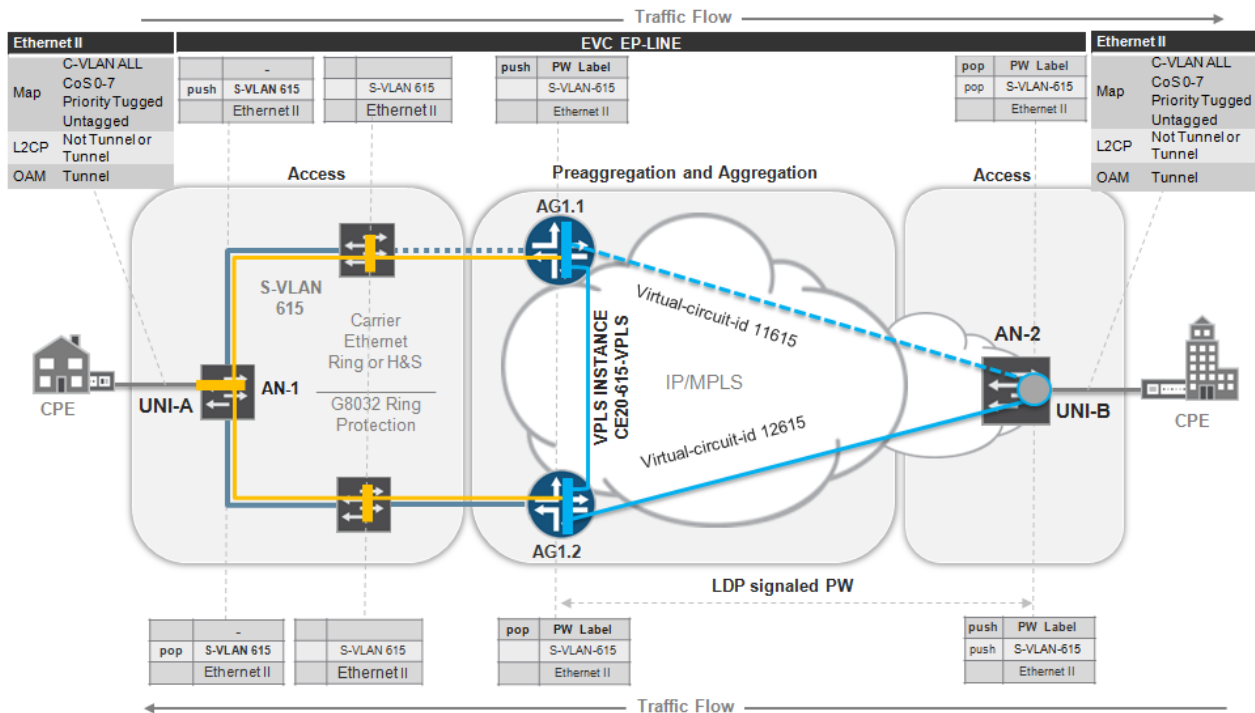 Traffic Flow
Ethernet II
Map
C-VLAN ALL
CoS 0-7
Priority Tugged
Untagged
L2CP
Not Tunnel or
Tunnel
OAM
Tunnel
EVC EP-LINE
-
push S-VLAN 615
Ethernet II
S-VLAN 615
Ethernet II
push PW Label
S-VLAN-615
Ethernet II
pop PW Label
pop S-VLAN-615
Ethernet II
Ethernet II
Map
C-VLAN ALL
CoS 0-7
Priority Tugged
Untagged
L2CP
Not Tunnel or
Tunnel
OAM
Tunnel
Access
Preaggregation and Aggregation
Access
AG1.1
S-VLAN
615
Carrier
Ethernet
Ring or H&S
G8032 Ring
Protection
CPE
UNI-A
AN-1
VPLS INSTANCE
CE20-615-VPLS
Virtual-circuit-id 11615
IP/MPLS
Virtual-circuit-id 12615
AN-2
UNI-B
CPE
AG1.2
LDP signaled PW
-
pop S-VLAN 615
Ethernet II
S-VLAN 615
Ethernet II
pop PW Label
S-VLAN-615
Ethernet II
push PW Label
push S-VLAN-615
Ethernet II
Traffic Flow